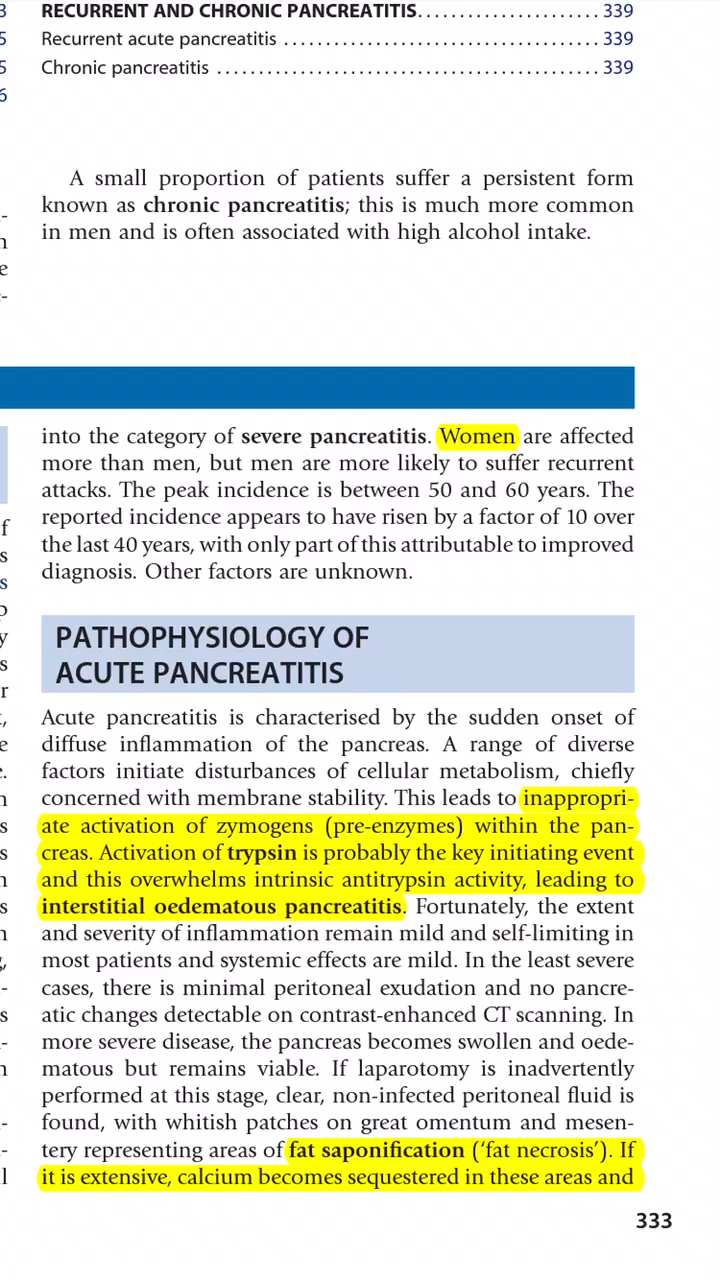 3
5
5
6
RECURRENT AND CHRONIC PANCREATITIS..................... 339
Recurrent acute pancreatitis ...................................... 339
Chronic pancreatitis .............................................. 339
A small proportion of patients suffer a persistent form
known as chronic pancreatitis; this is much more common
in men and is often associated with high alcohol intake.
into the category of severe pancreatitis. Women are affected
more than men, but men are more likely to suffer recurrent
attacks. The peak incidence is between 50 and 60 years. The
reported incidence appears to have risen by a factor of 10 over
the last 40 years, with only part of this attributable to improved
diagnosis. Other factors are unknown.
PATHOPHYSIOLOGY OF
ACUTE PANCREATITIS
Acute pancreatitis is characterised by the sudden onset of
diffuse inflammation of the pancreas. A range of diverse
factors initiate disturbances of cellular metabolism, chiefly
concerned with membrane stability. This leads to inappropri-
ate activation of zymogens (pre-enzymes) within the pan-
creas. Activation of trypsin is probably the key initiating event
and this overwhelms intrinsic antitrypsin activity, leading to
interstitial oedematous pancreatitis. Fortunately, the extent
and severity of inflammation remain mild and self-limiting in
most patients and systemic effects are mild. In the least severe
cases, there is minimal peritoneal exudation and no pancre-
atic changes detectable on contrast-enhanced CT scanning. In
more severe disease, the pancreas becomes swollen and oede-
matous but remains viable. If laparotomy is inadvertently
performed at this stage, clear, non-infected peritoneal fluid is
found, with whitish patches on great omentum and mesen-
tery representing areas of fat saponification (‘fat necrosis’). If
it is extensive, calcium becomes sequestered in these areas and
333